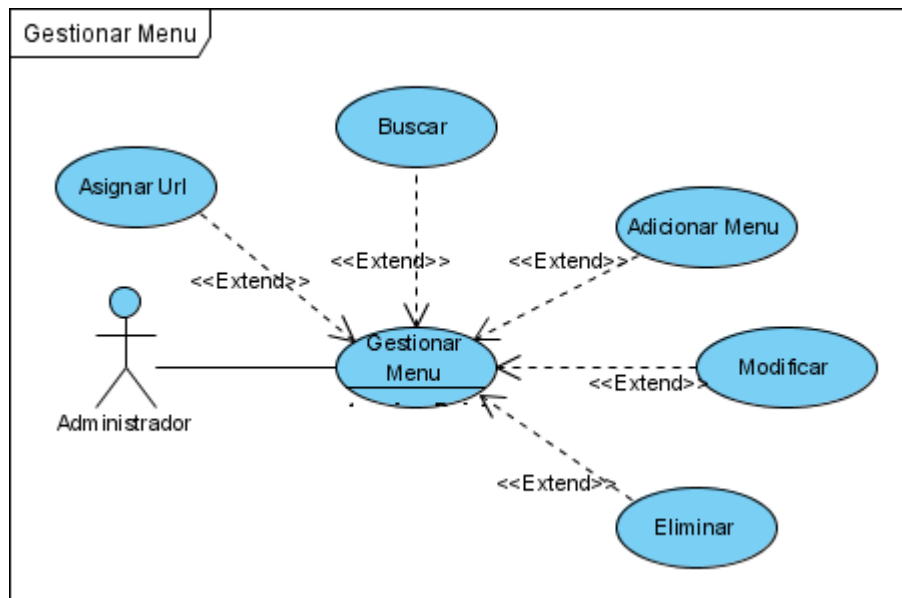 Gestionar Menu
Buscar
Asignar Url
Adicionar Menu
<<Extend>>
<<Extend>>
<<Extend>>
Gestionar
Menu
Modificar
<<Extend>>
Administrador
<<Extend>>
Eliminar